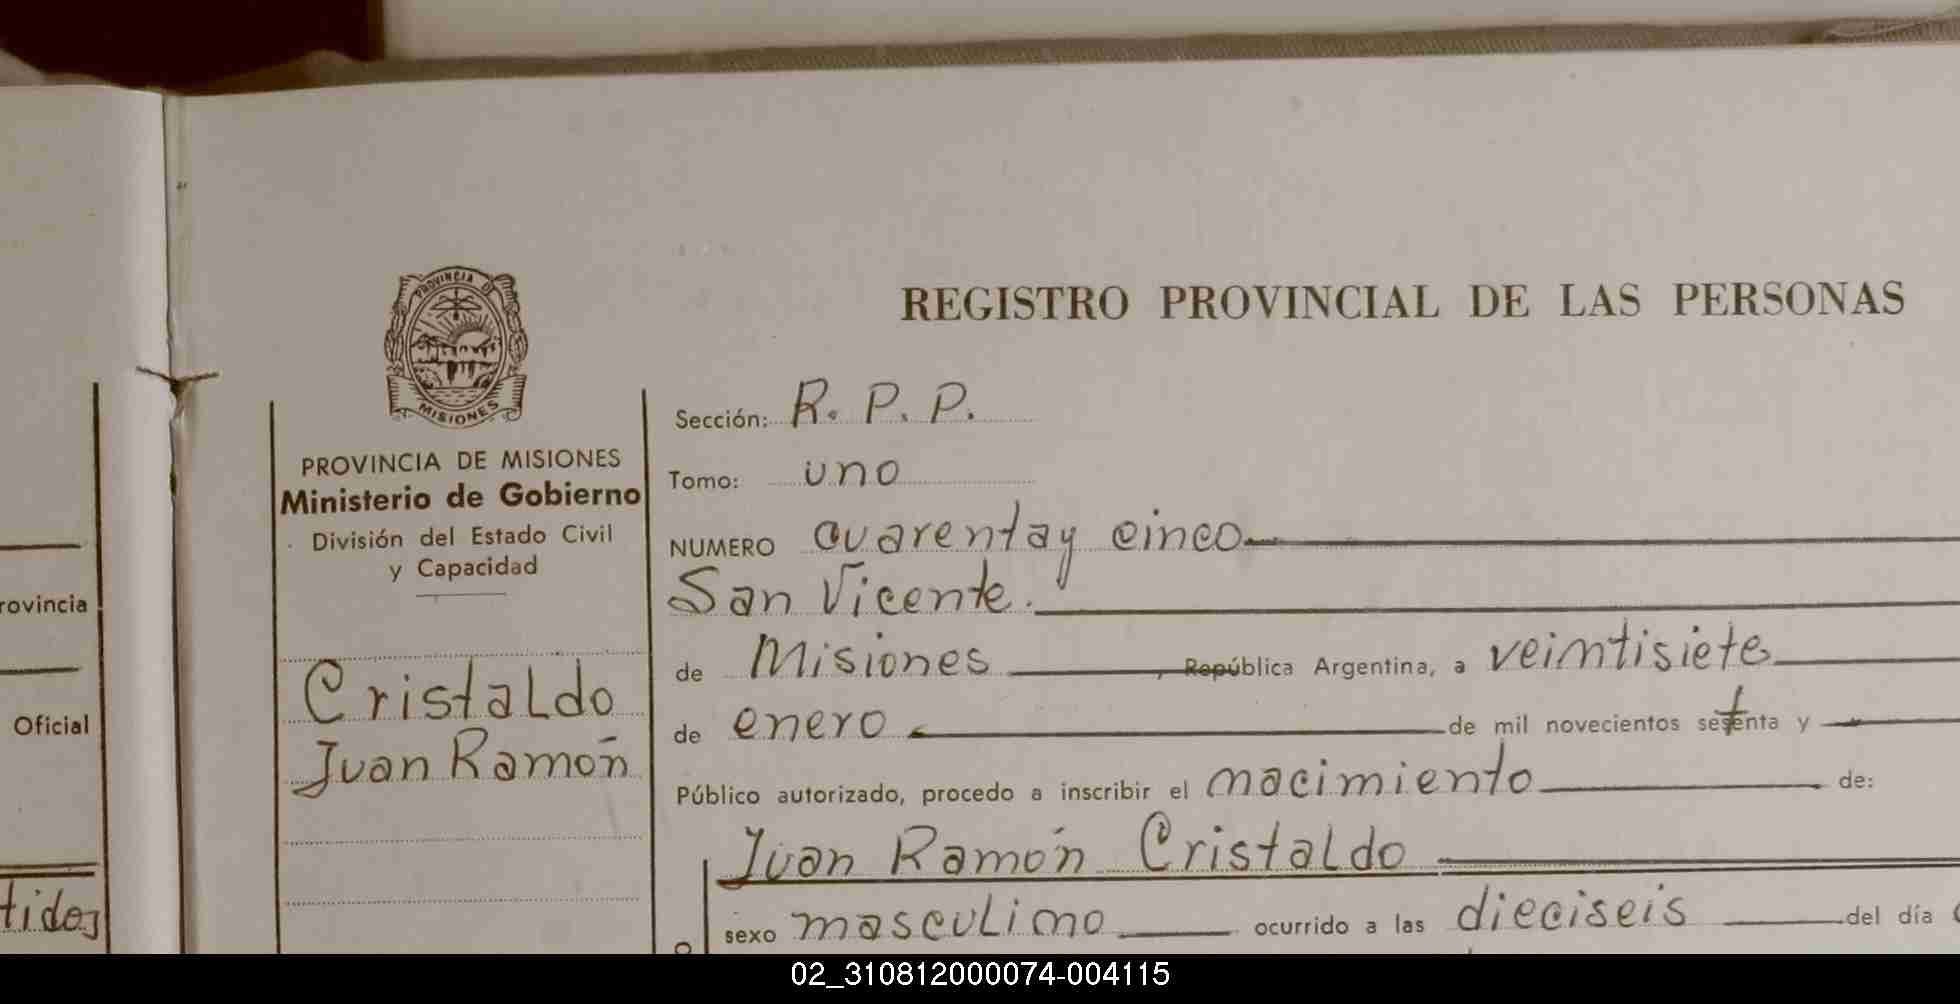 PROVINCIA DE
MISIONES
REGISTRO PROVINCIAL DE LAS PERSONAS
PROVINCIA DE MISIONES
Ministerio de Gobierno
División del Estado Civil
y Capacidad
Cristaldo
Juan Ramón
Sección: R. P. P.
Tomo: uno
NUMERO cuarenta y cinco
San Vicente.
de Misiones, República Argentina, a veintisiete
de enero de mil novecientos setenta y
Público autorizado, procedo a inscribir el nacimiento de:
Juan Ramón Cristaldo
sexo masculino ocurrido a las dieciseis del día
rovincia
Oficial
tidos
02_310812000074-004115